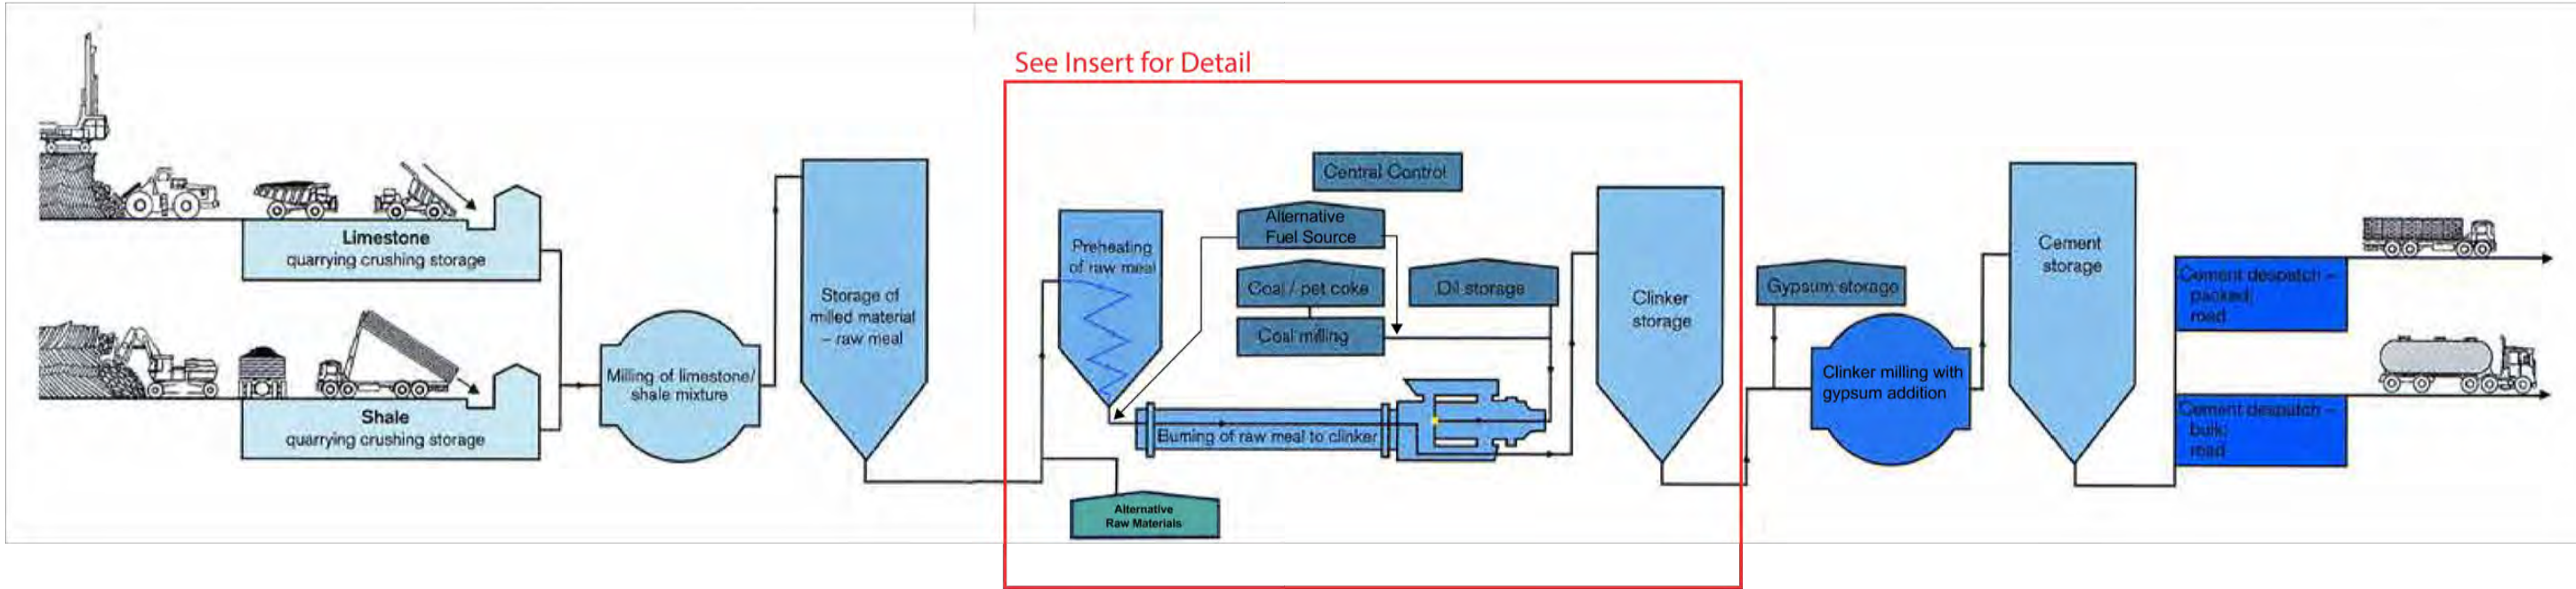 See Insert for Detail
Limestone
quarrying crushing storage
Shale
quarrying crushing storage
Milling of limestone/
shale mixture
Storage of
milled material
– raw meal
Preheating
of raw meal
Central Control
Alternative
Fuel Source
Coal / pet coke
Coal milling
Oil storage
Burning of raw meal to clinker
Alternative
Raw Materials
Clinker
storage
Gypsum storage
Clinker milling with
gypsum addition
Cement
storage
Cement despatch –
packed;
road
Cement despatch –
bulk;
road